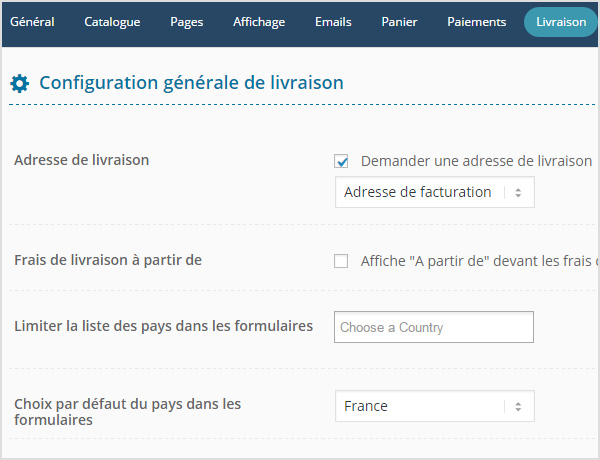 Général Catalogue Pages Affichage Emails Panier Paiements Livraison
Configuration générale de livraison
Adresse de livraison
Demander une adresse de livraison
Adresse de facturation
Frais de livraison à partir de
Affiche "A partir de" devant les frais
Limiter la liste des pays dans les formulaires
Choose a Country
Choix par défaut du pays dans les
formulaires
France